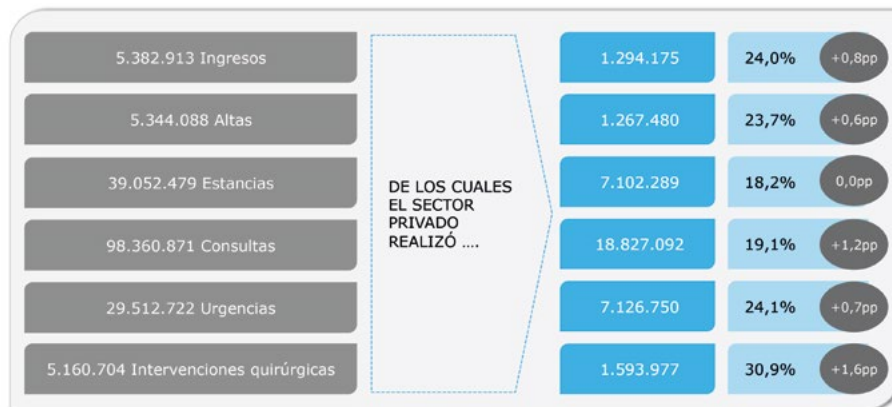 5.382.913 Ingresos
1.294.175
24,0%
+0,8pp
5.344.088 Altas
1.267.480
23,7%
+0,6pp
39.052.479 Estancias
DE LOS CUALES
EL SECTOR
PRIVADO
REALIZÓ ....
7.102.289
18,2%
0,0pp
98.360.871 Consultas
18.827.092
19,1%
+1,2pp
29.512.722 Urgencias
7.126.750
24,1%
+0,7pp
5.160.704 Intervenciones quirúrgicas
1.593.977
30,9%
+1,6pp